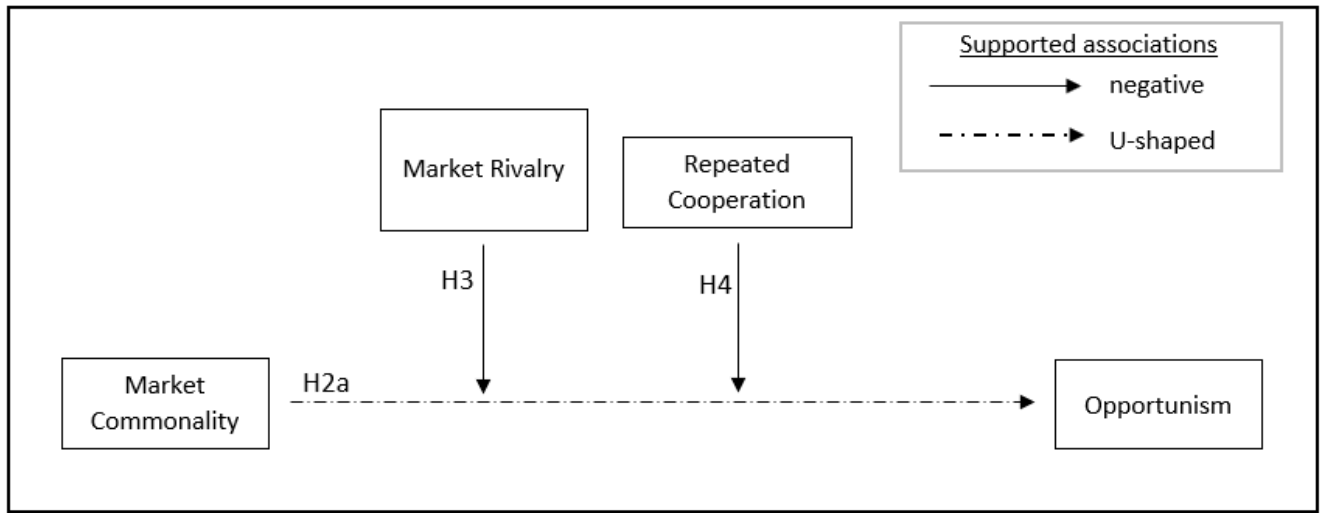 Supported associations
negative
U-shaped
Market Rivalry
Repeated
Cooperation
H3
H4
Market
Commonality
H2a
Opportunism